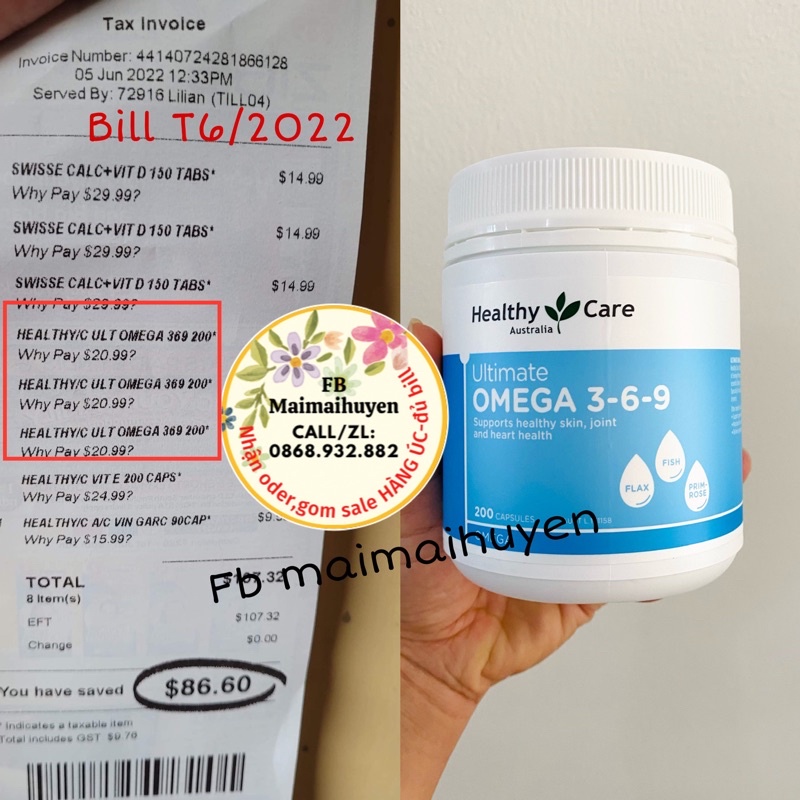 Tax Invoice
Invoice Number: 44140724281866128
05 Jun 2022 12:33PM
Served By: 72916 Lilian (TILL04)
Bill T6/2022
SWISSE CALC+VIT D 150 TABS* $14.99
Why Pay $29.99?
SWISSE CALC+VIT D 150 TABS* $14.99
Why Pay $29.99?
SWISSE CALC+VIT D 150 TABS* $14.99
Why Pay $29.99?
HEALTHY/C ULT OMEGA 369 200*
Why Pay $20.99?
HEALTHY/C ULT OMEGA 369 200*
Why Pay $20.99?
HEALTHY/C ULT OMEGA 369 200*
Why Pay $20.99?
HEALTHY/C VIT E 200 CAPS*
Why Pay $24.99?
HEALTHY/C A/C VIN GARC 90CAP*
Why Pay $15.99?
TOTAL
8 Item(s)
EFT $107.32
Change $0.00
You have saved $86.60
* indicates a taxable item
Total includes GST $9.76
FB
Maimaihuyen
CALL/ZL:
0868.932.882
Nhận oder,gom sale HÀNG ÚC-đủ bill
Fb maimaihuyen
Healthy Care
Australia
Ultimate
OMEGA 3-6-9
Supports healthy skin, joint
and heart health
FLAX
FISH
PRIM-
ROSE
200 CAPSULES
OMEGA